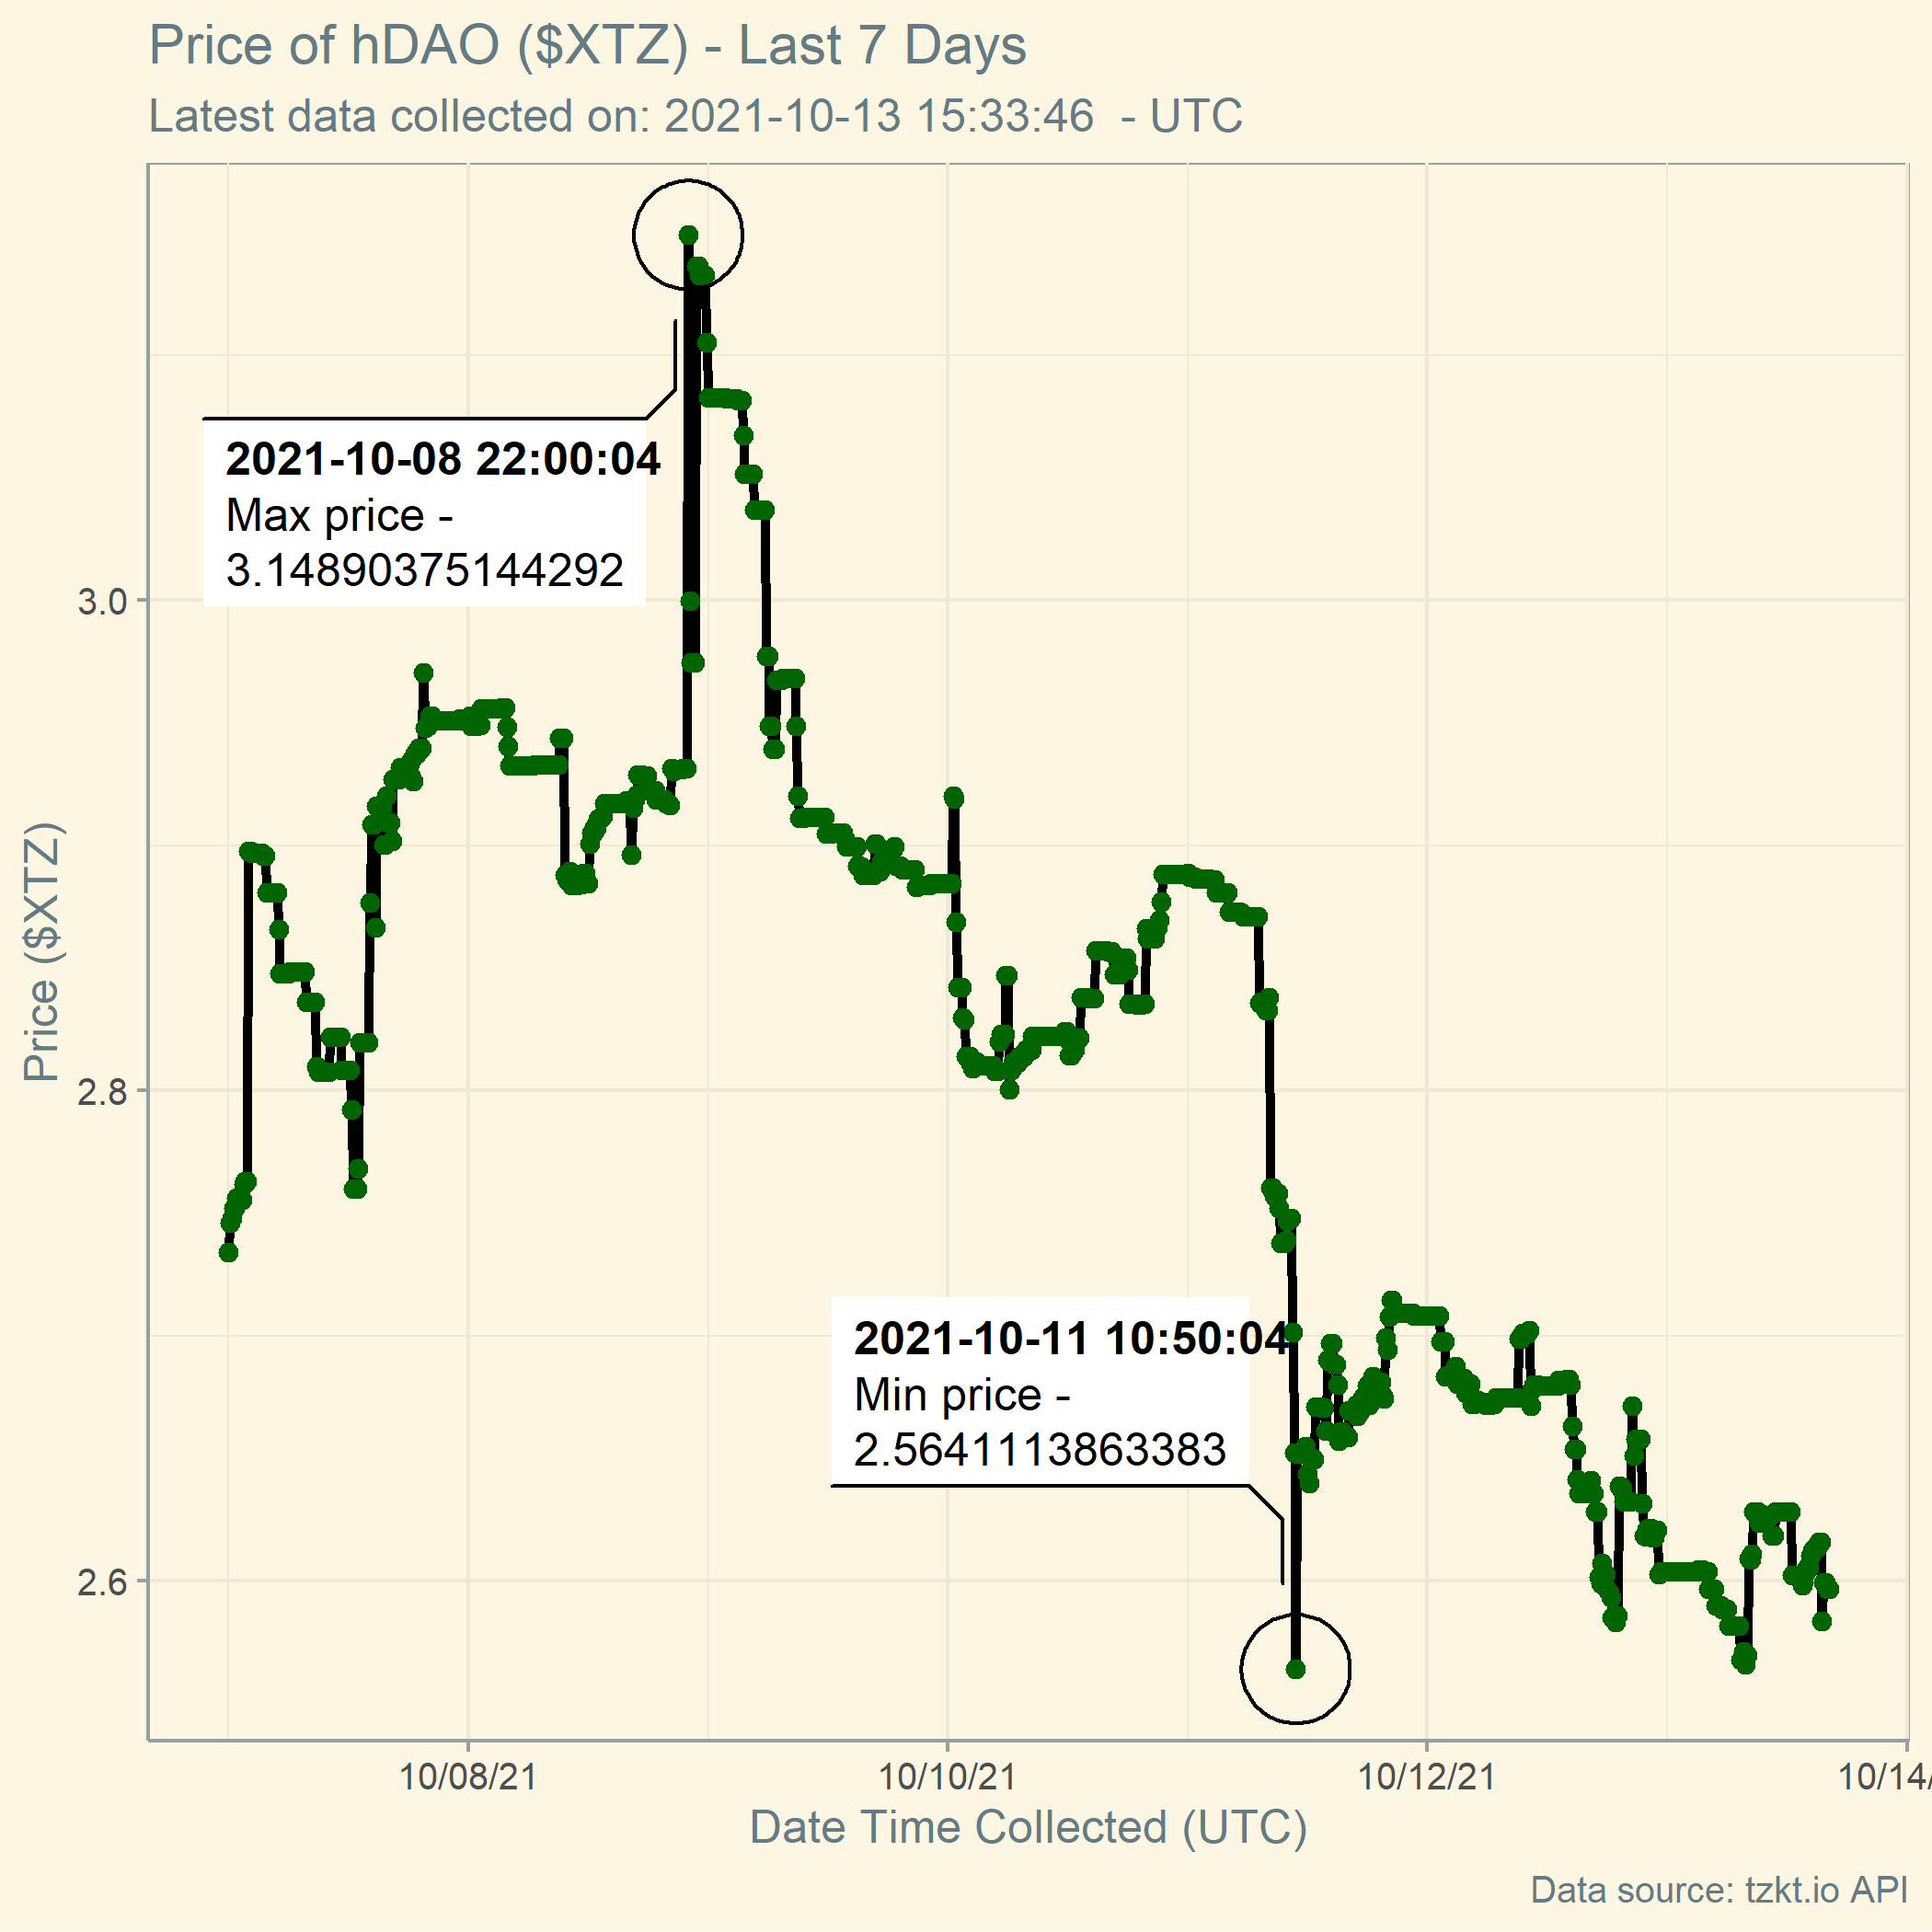 Price of hDAO ($XTZ) - Last 7 Days
Latest data collected on: 2021-10-13 15:33:46  - UTC
2021-10-08 22:00:04
Max price -
3.14890375144292
3.0
2.8
2.6
Price ($XTZ)
2021-10-11 10:50:04
Min price -
2.5641113863383
10/08/21
10/10/21
10/12/21
10/14/
Date Time Collected (UTC)
Data source: tzkt.io API